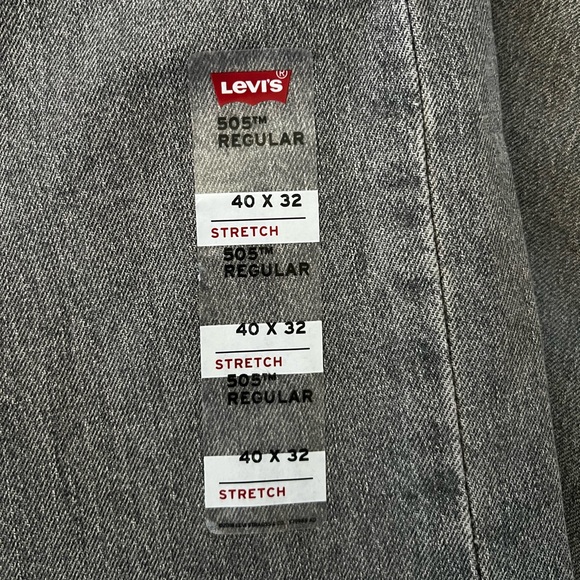 Levi's®
505™
REGULAR
40 X 32
STRETCH
505™
REGULAR
40 X 32
STRETCH
505™
REGULAR
40 X 32
STRETCH